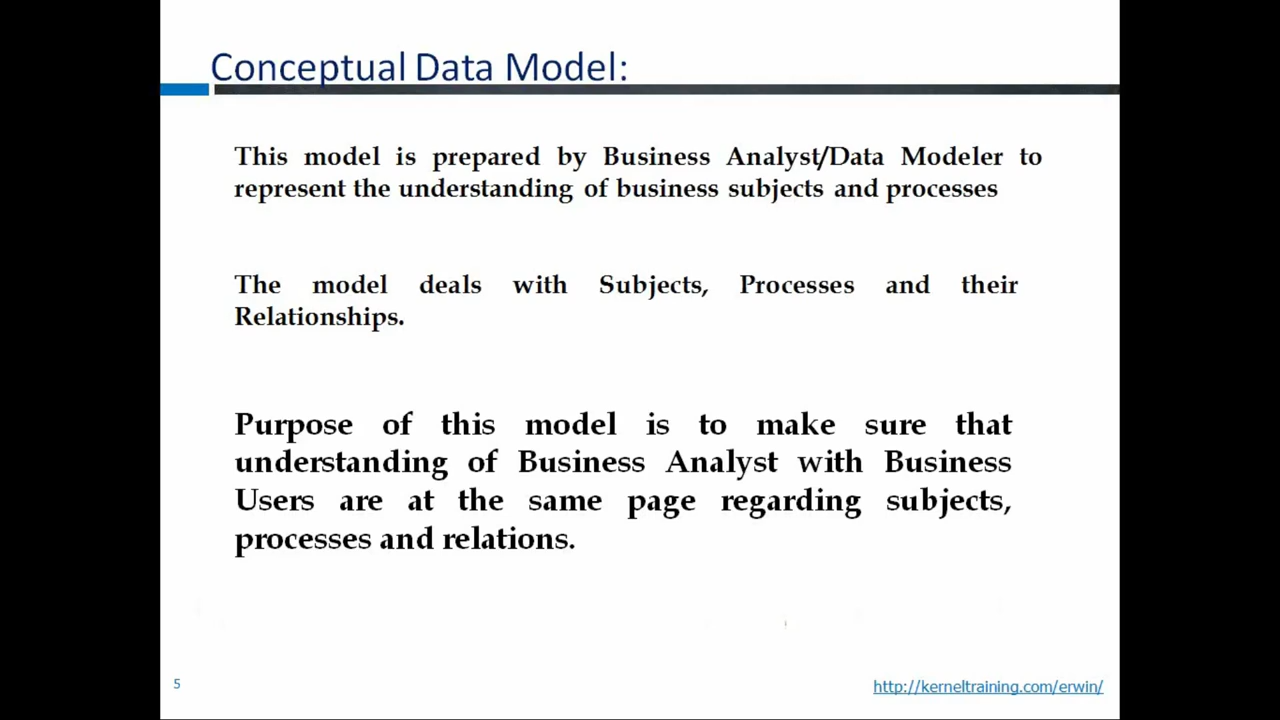 Conceptual Data Model:
This model is prepared by Business Analyst/Data Modeler to
represent the understanding of business subjects and processes
The model deals with Subjects, Processes and their
Relationships.
Purpose of this model is to make sure that
understanding of Business Analyst with Business
Users are at the same page regarding subjects,
processes and relations.
5
http://kerneltraining.com/erwin/